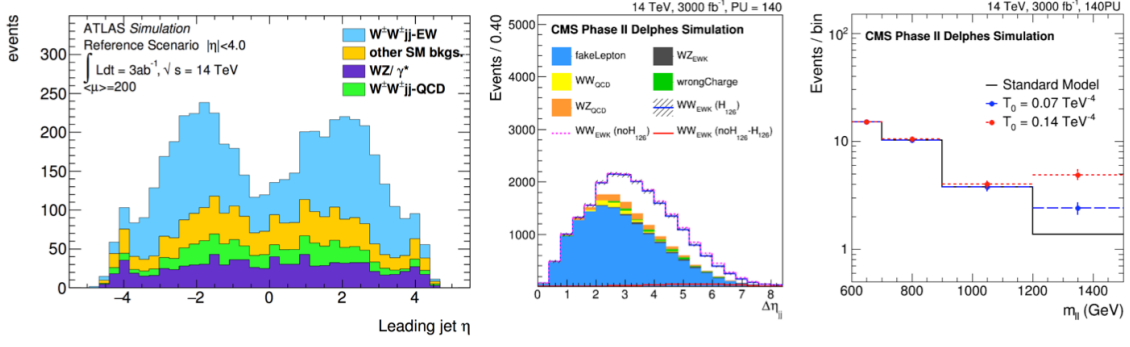 events
350
300
250
200
150
100
50
0
ATLAS Simulation
Reference Scenario |η|<4.0
∫ Ldt = 3ab⁻¹, √s = 14 TeV
<μ>=200
W±W±jj-EW
other SM bkgs.
WZ/γ*
W±W±jj-QCD
−4 −2 0 2 4
Leading jet η
14 TeV, 3000 fb⁻¹, PU = 140
Events / 0.40
5000
4000
3000
2000
1000
CMS Phase II Delphes Simulation
fakeLepton WZ_EWK
WW_QCD wrongCharge
WZ_QCD WW_EWK (H_126)
WW_EWK (noH_126) WW_EWK (noH_126-H_126)
0 1 2 3 4 5 6 7 8
Δη_jj
14 TeV, 3000 fb⁻¹, 140PU
Events / bin
10²
10
1
CMS Phase II Delphes Simulation
Standard Model
T₀ = 0.07 TeV⁻⁴
T₀ = 0.14 TeV⁻⁴
600 800 1000 1200 1400
m_ll (GeV)